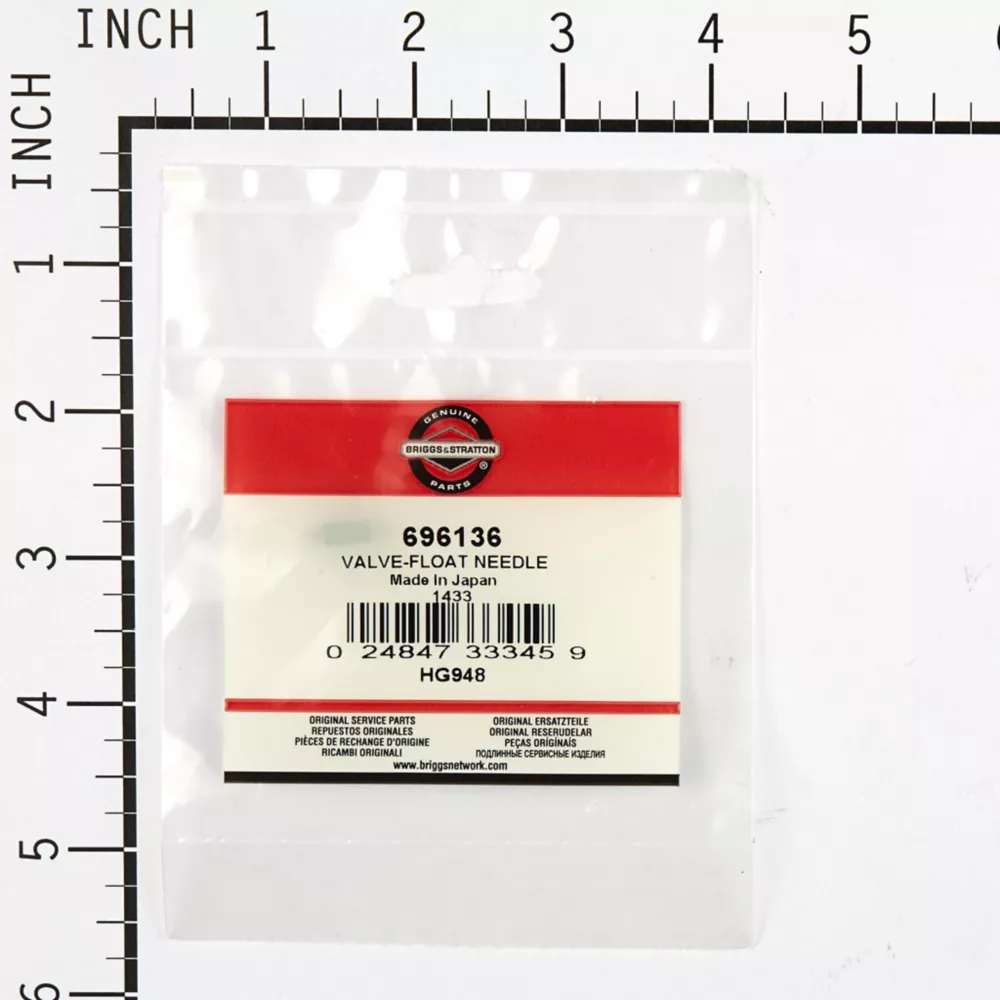 INCH 1 2 3 4 5
INCH
1
2
3
4
5
6
GENUINE
BRIGGS&STRATTON
®
PARTS
696136
VALVE-FLOAT NEEDLE
Made In Japan
1433
0 24847 33345 9
HG948
ORIGINAL SERVICE PARTS
REPUESTOS ORIGINALES
PIÈCES DE RECHANGE D'ORIGINE
RICAMBI ORIGINALI
ORIGINAL ERSATZTEILE
ORIGINAL RESERUDELAR
PEÇAS ORIGÍNAIS
ПОДЛИННЫЕ СЕРВИСНЫЕ ИЗДЕЛИЯ
www.briggsnetwork.com